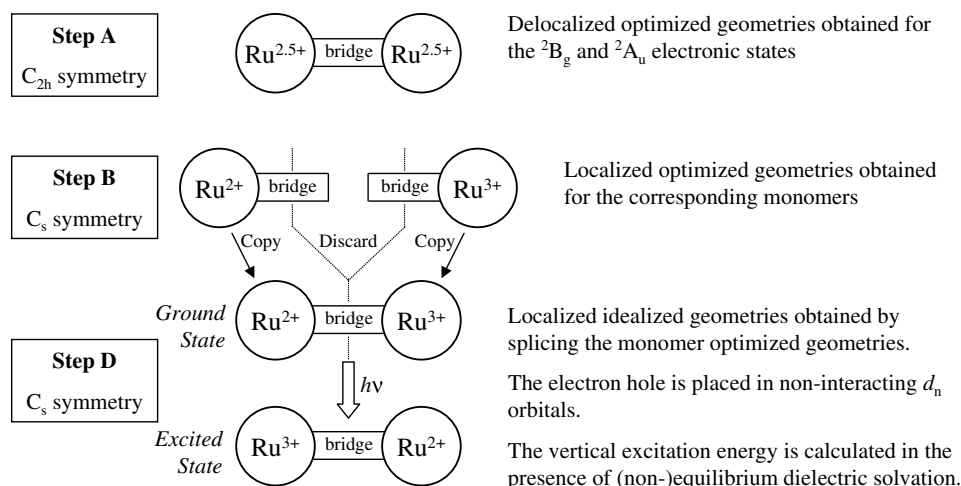 Step A
C2h symmetry
Ru2.5+ bridge Ru2.5+
Delocalized optimized geometries obtained for
the 2Bg and 2Au electronic states
Step B
Cs symmetry
Ru2+ bridge bridge Ru3+
Localized optimized geometries obtained
for the corresponding monomers
Copy Discard Copy
Ground
State
Ru2+ bridge Ru3+
Step D
Cs symmetry
hν
Excited
State
Ru3+ bridge Ru2+
Localized idealized geometries obtained by
splicing the monomer optimized geometries.
The electron hole is placed in non-interacting dn
orbitals.
The vertical excitation energy is calculated in the
presence of (non-)equilibrium dielectric solvation.